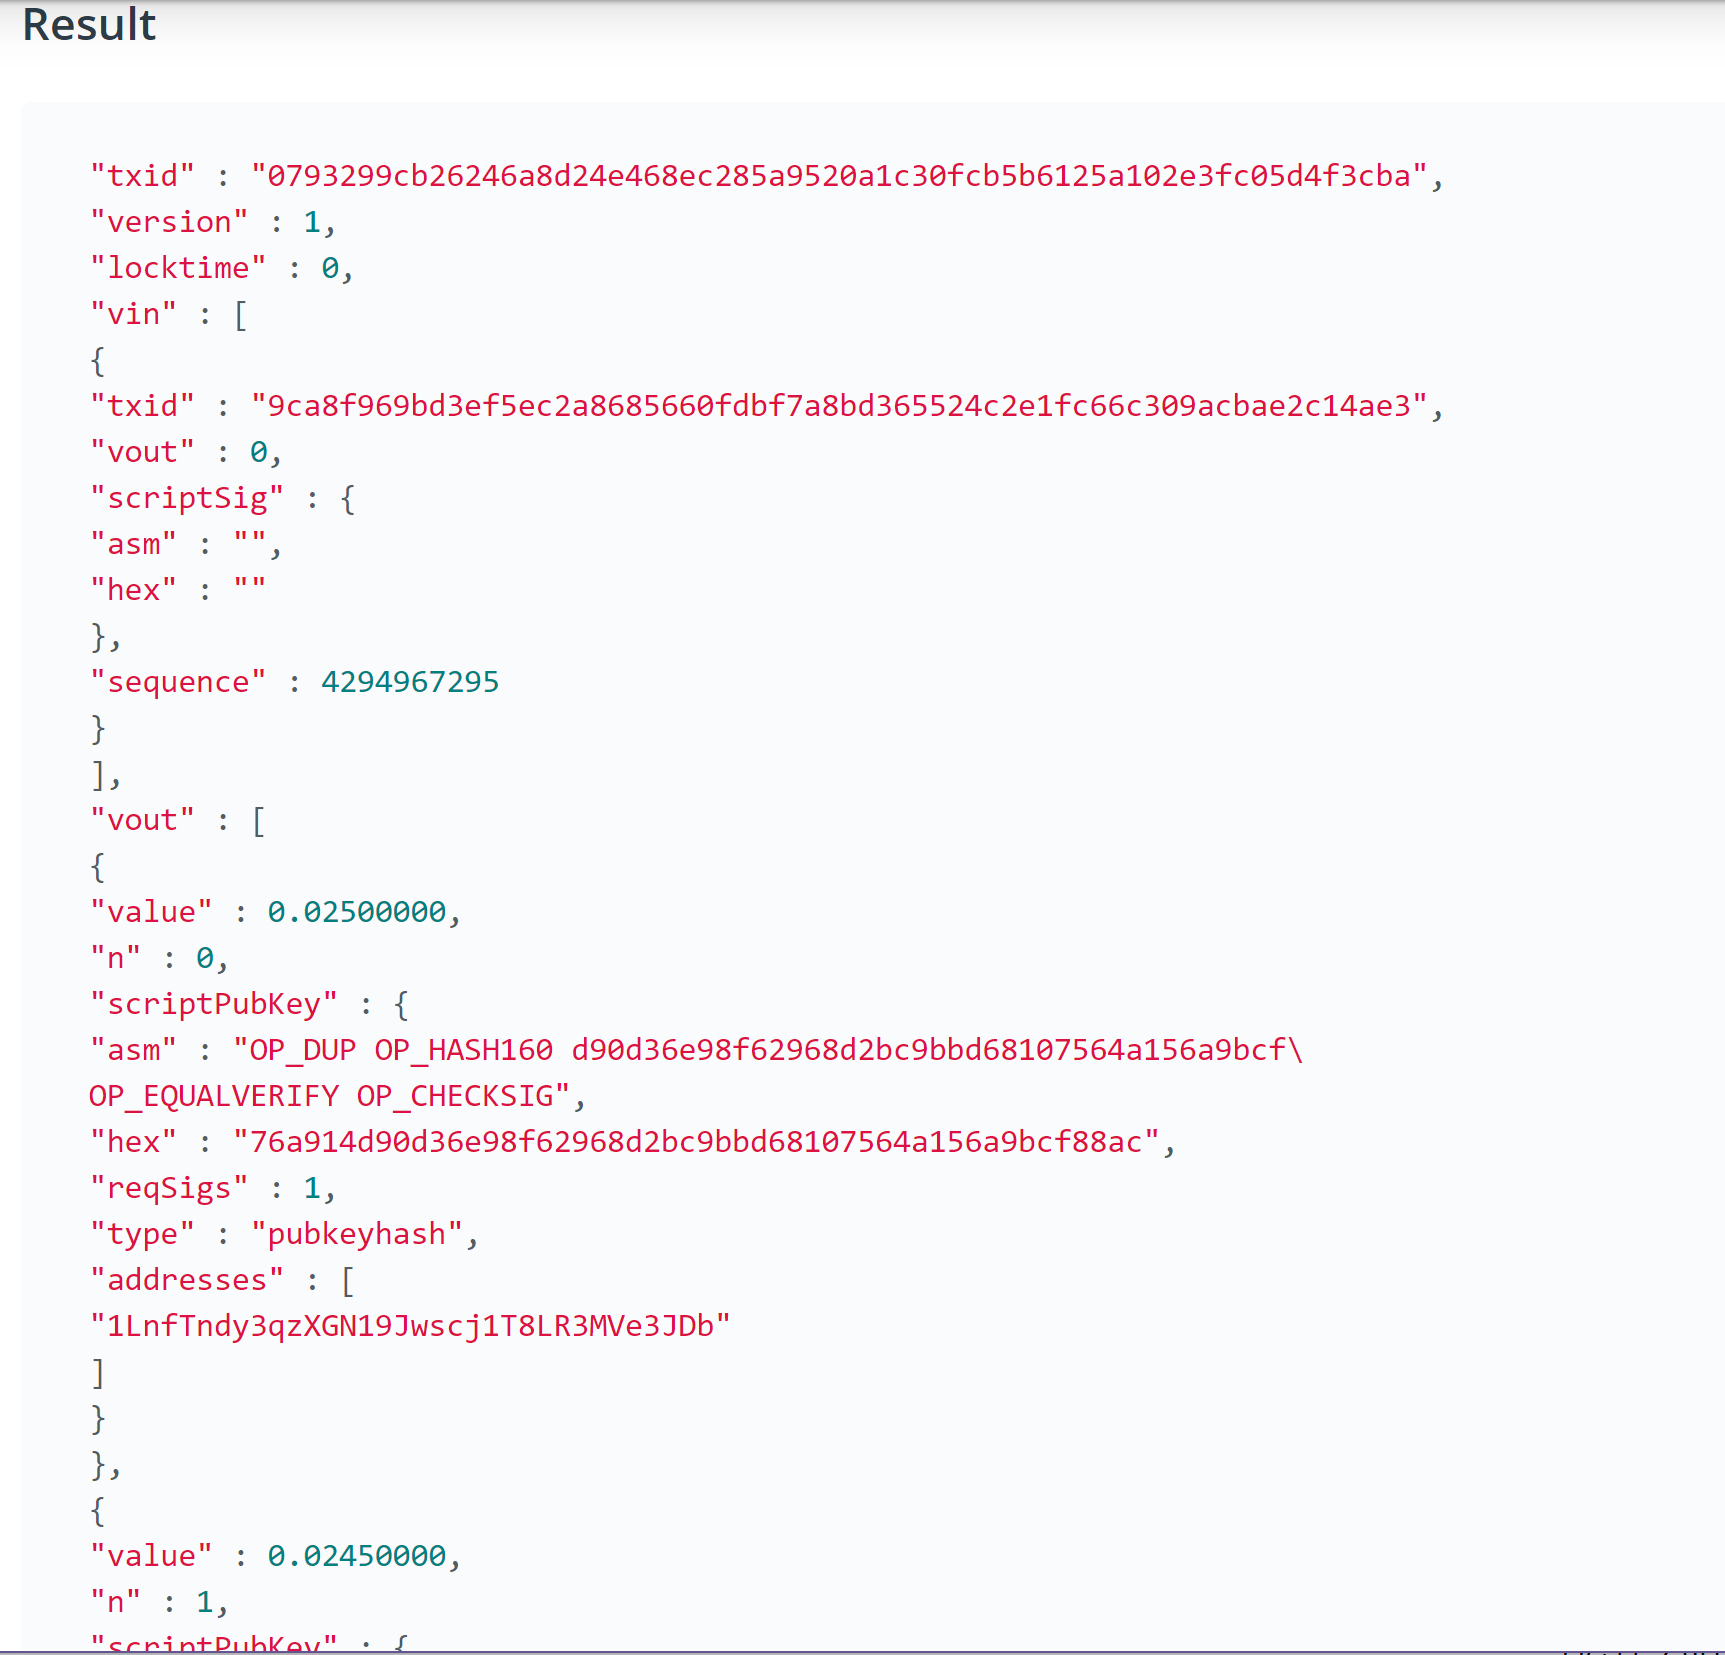 Result
"txid" : "0793299cb26246a8d24e468ec285a9520a1c30fcb5b6125a102e3fc05d4f3cba",
"version" : 1,
"locktime" : 0,
"vin" : [
{
"txid" : "9ca8f969bd3ef5ec2a8685660fdbf7a8bd365524c2e1fc66c309acbae2c14ae3",
"vout" : 0,
"scriptSig" : {
"asm" : "",
"hex" : ""
},
"sequence" : 4294967295
}
],
"vout" : [
{
"value" : 0.02500000,
"n" : 0,
"scriptPubKey" : {
"asm" : "OP_DUP OP_HASH160 d90d36e98f62968d2bc9bbd68107564a156a9bcf\
OP_EQUALVERIFY OP_CHECKSIG",
"hex" : "76a914d90d36e98f62968d2bc9bbd68107564a156a9bcf88ac",
"reqSigs" : 1,
"type" : "pubkeyhash",
"addresses" : [
"1LnfTndy3qzXGN19Jwscj1T8LR3MVe3JDb"
]
}
},
{
"value" : 0.02450000,
"n" : 1,
"scriptPubKey" : {